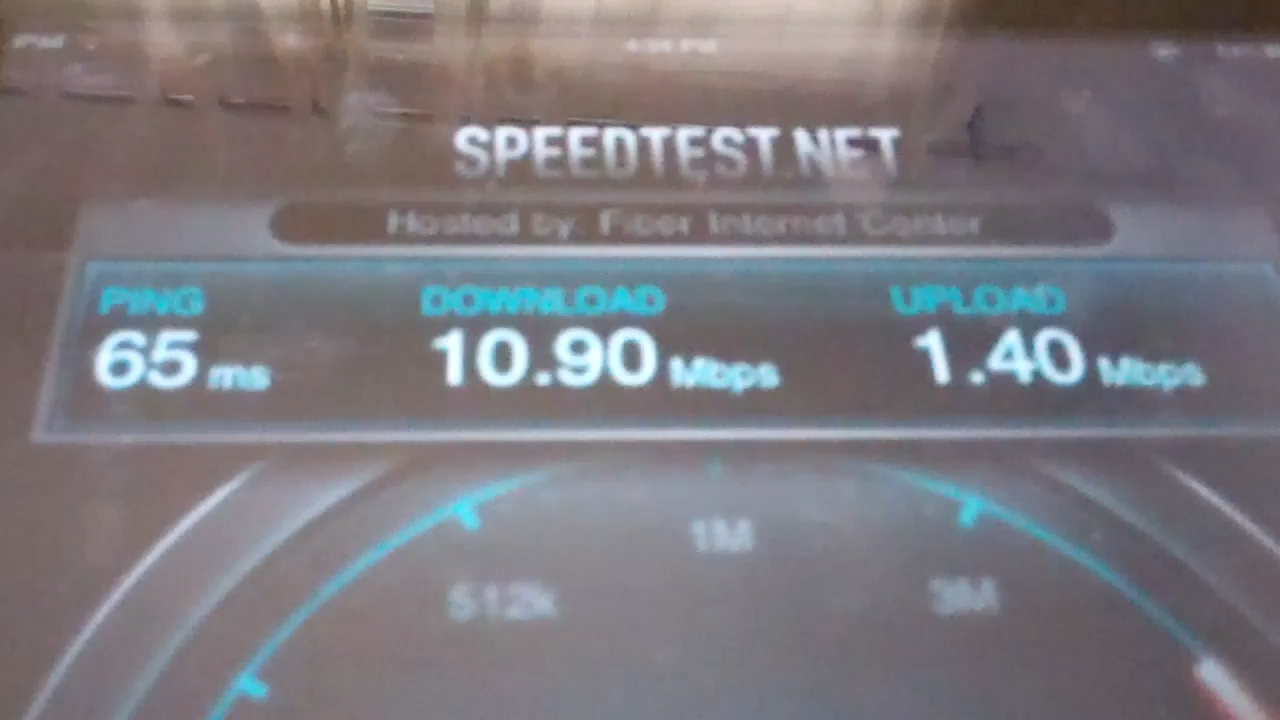 SPEEDTEST.NET
Hosted by: Fiber Internet Center
PING DOWNLOAD UPLOAD
65 ms 10.90 Mbps 1.40 Mbps
1M
512k 3M